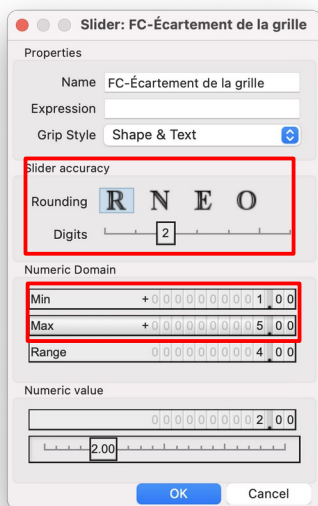 Slider: FC-Écartement de la grille
Properties
Name FC-Écartement de la grille
Expression
Grip Style Shape & Text
Slider accuracy
Rounding R N E O
Digits 2
Numeric Domain
Min + 0 0 0 0 0 0 0 0 0 1 . 0 0
Max + 0 0 0 0 0 0 0 0 0 5 . 0 0
Range 0 0 0 0 0 0 0 0 0 4 . 0 0
Numeric value
0 0 0 0 0 0 0 0 0 2 . 0 0
2.00
OK Cancel